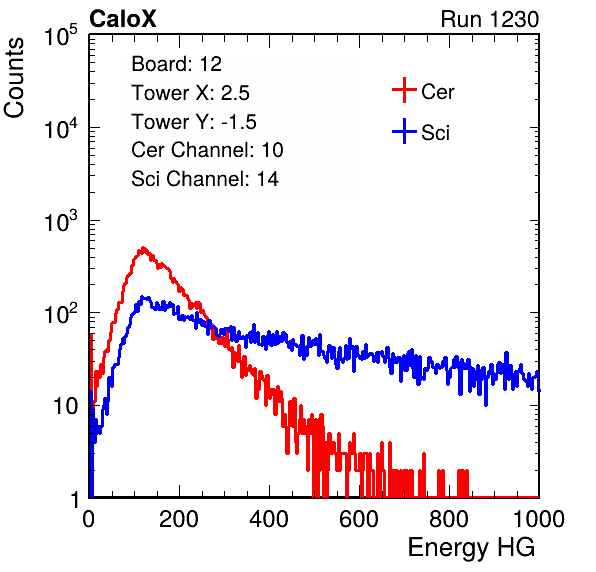 CaloX Run 1230
Counts
10^5
10^4
10^3
10^2
10
1
Board: 12
Tower X: 2.5
Tower Y: -1.5
Cer Channel: 10
Sci Channel: 14
Cer
Sci
0 200 400 600 800 1000
Energy HG